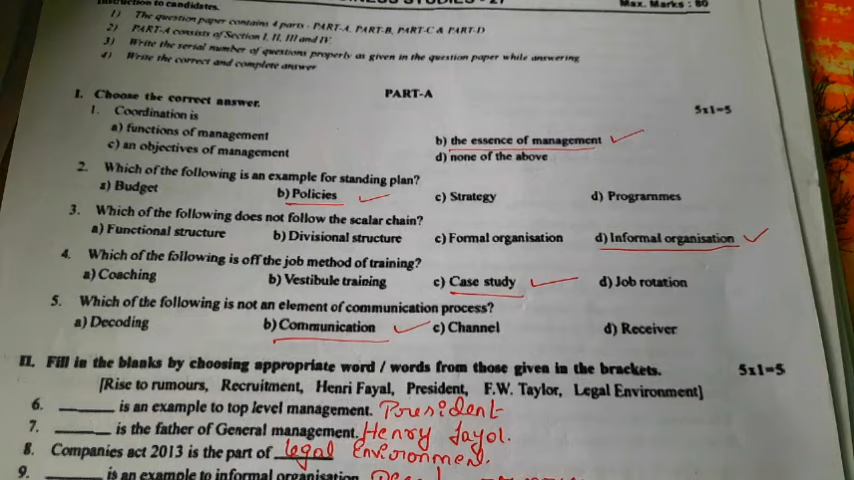 Instruction to candidates.
Max. Marks : 80
1) The question paper contains 4 parts - PART-A, PART-B, PART-C & PART-D
2) PART-A consists of Section I, II, III and IV.
3) Write the serial number of questions properly as given in the question paper while answering
4) Write the correct and complete answer
PART-A
I. Choose the correct answer. 5x1=5
1. Coordination is
a) functions of management b) the essence of management
c) an objectives of management d) none of the above
2. Which of the following is an example for standing plan?
a) Budget b) Policies c) Strategy d) Programmes
3. Which of the following does not follow the scalar chain?
a) Functional structure b) Divisional structure c) Formal organisation d) Informal organisation
4. Which of the following is off the job method of training?
a) Coaching b) Vestibule training c) Case study d) Job rotation
5. Which of the following is not an element of communication process?
a) Decoding b) Communication c) Channel d) Receiver
II. Fill in the blanks by choosing appropriate word / words from those given in the brackets. 5x1=5
[Rise to rumours, Recruitment, Henri Fayal, President, F.W. Taylor, Legal Environment]
6. ______ is an example to top level management. President
7. ______ is the father of General management. Henry Fayol.
8. Companies act 2013 is the part of legal Environment.
9. ______ is an example to informal organisation.